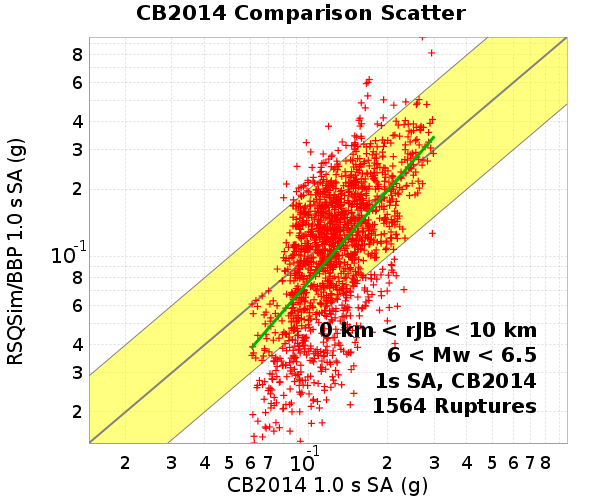 CB2014 Comparison Scatter
RSQSim/BBP 1.0 s SA (g)
8
6
4
3
2
10⁻¹
8
6
4
3
2
0 km < rJB < 10 km
6 < Mw < 6.5
1s SA, CB2014
1564 Ruptures
2 3 4 5 6 7 10⁻¹ 2 3 4 5 6 7 8
CB2014 1.0 s SA (g)